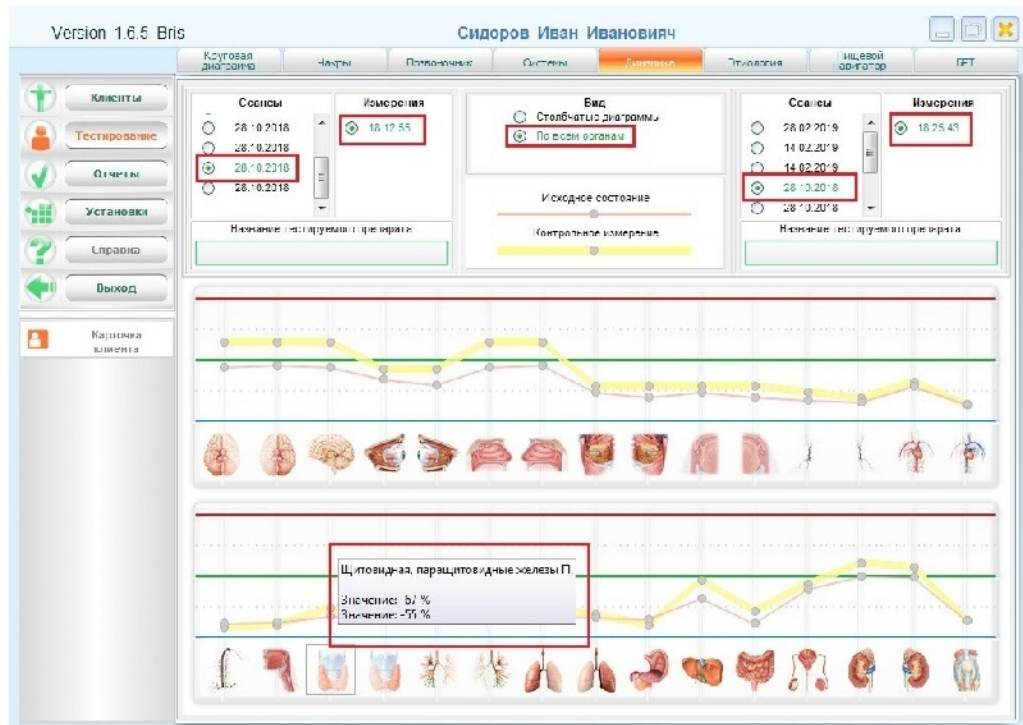 Version 1.6.5 Bris
Сидоров Иван Иванович
Круговая диаграмма
Чакры
Позвоночник
Системы
Динамика
Этиология
Пищевой навигатор
БРТ
Клиенты
Тестирование
Отчеты
Установки
Справка
Выход
Карточка
клиента
Сеансы
Измерения
28.10.2018
18:12:55
28.10.2018
28.10.2018
28.10.2018
Название тестируемого препарата
Вид
Столбчатые диаграммы
По всем органам
Исходное состояние
Контрольное измерение
Сеансы
Измерения
28.02.2019
18:25:43
14.02.2019
14.02.2019
28.10.2018
28.10.2018
Название тестируемого препарата
Щитовидная, паращитовидные железы П.
Значение: -67 %
Значение: -55 %